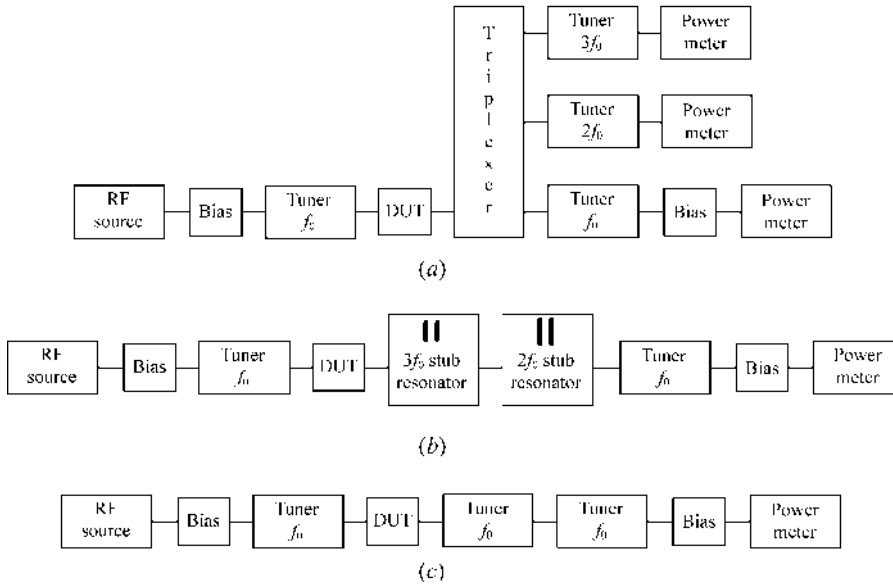 Triplexer
Tuner
3f₀
Power
meter
Tuner
2f₀
Power
meter
RF
source
Bias
Tuner
f₀
DUT
Tuner
f₀
Bias
Power
meter
(a)
RF
source
Bias
Tuner
f₀
DUT
3f₀ stub
resonator
2f₀ stub
resonator
Tuner
f₀
Bias
Power
meter
(b)
RF
source
Bias
Tuner
f₀
DUT
Tuner
f₀
Tuner
f₀
Bias
Power
meter
(c)